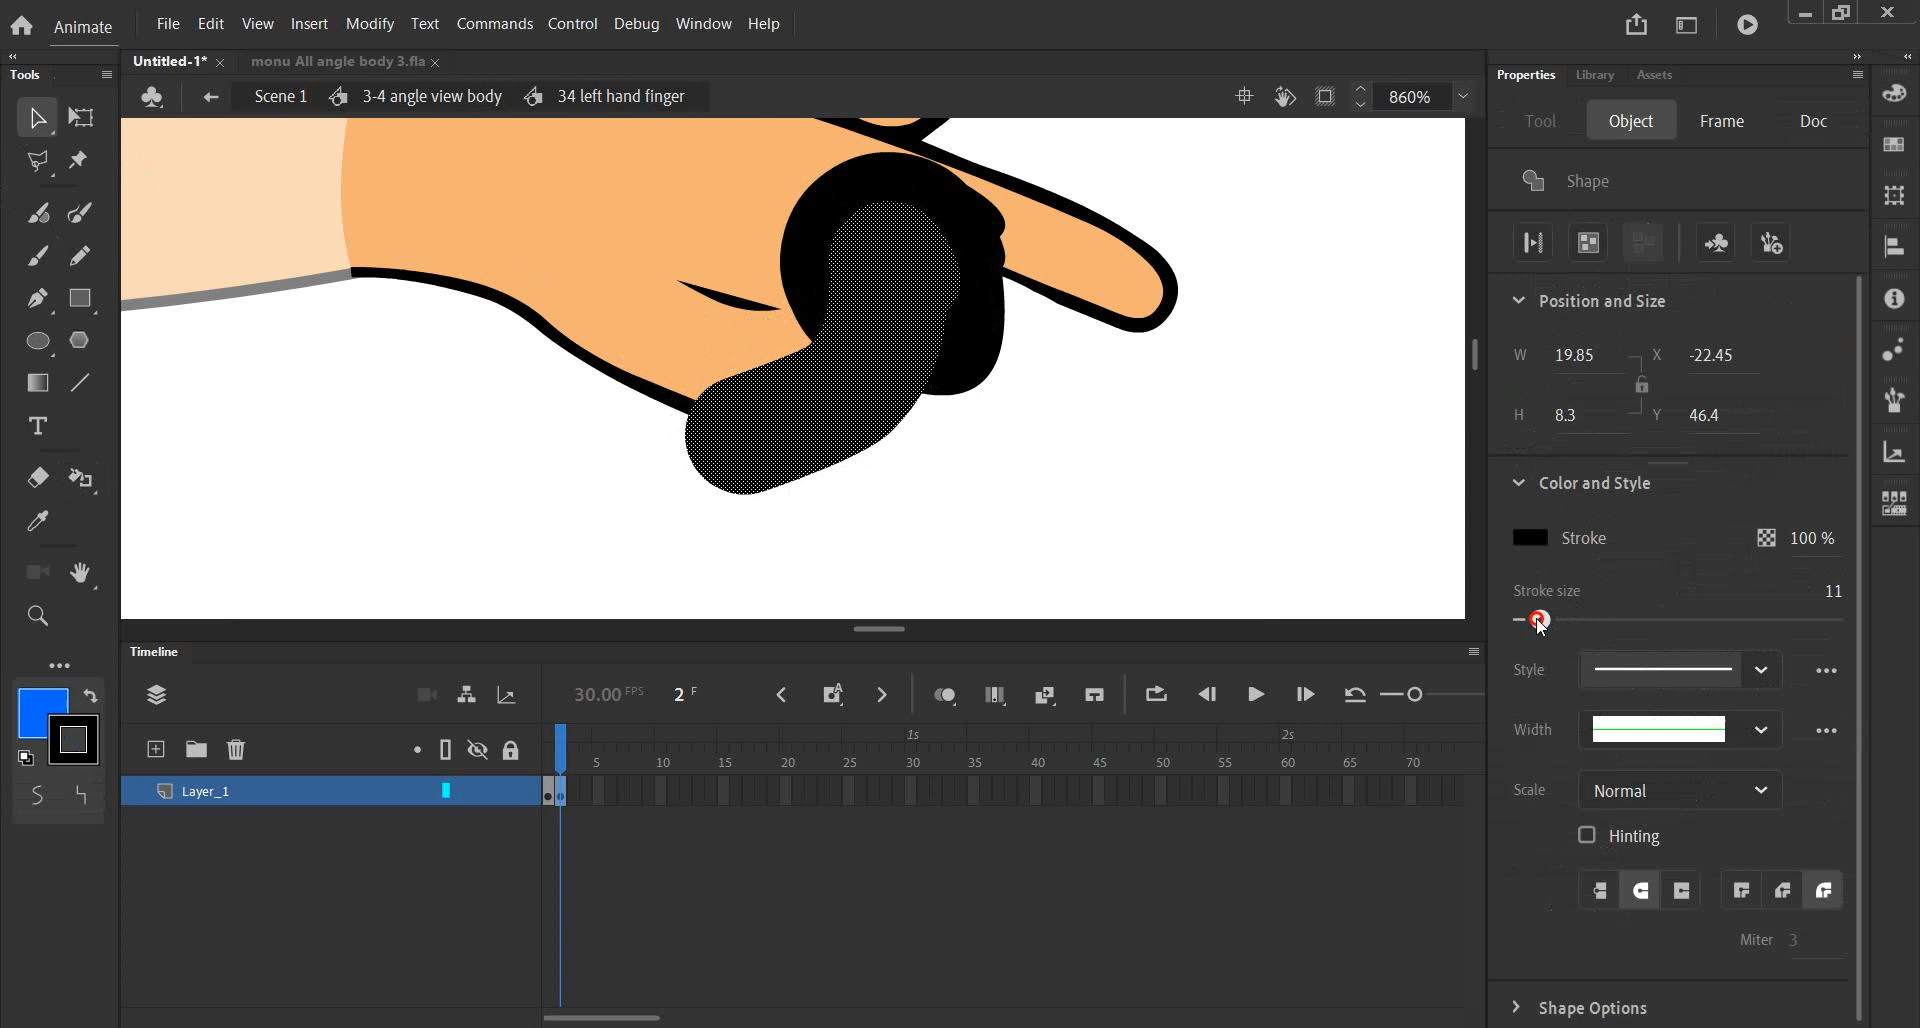 Animate File Edit View Insert Modify Text Commands Control Debug Window Help
Tools
Untitled-1* monu All angle body 3.fla
Scene 1 3-4 angle view body 34 left hand finger 860%
Properties Library Assets
Tool Object Frame Doc
Shape
Position and Size
W 19.85 X -22.45
H 8.3 Y 46.4
Color and Style
Stroke 100 %
Stroke size 11
Style
Width
Scale Normal
Hinting
Miter 3
Shape Options
T
Timeline
30.00 FPS 2 F
1s 2s
5 10 15 20 25 30 35 40 45 50 55 60 65 70
Layer_1